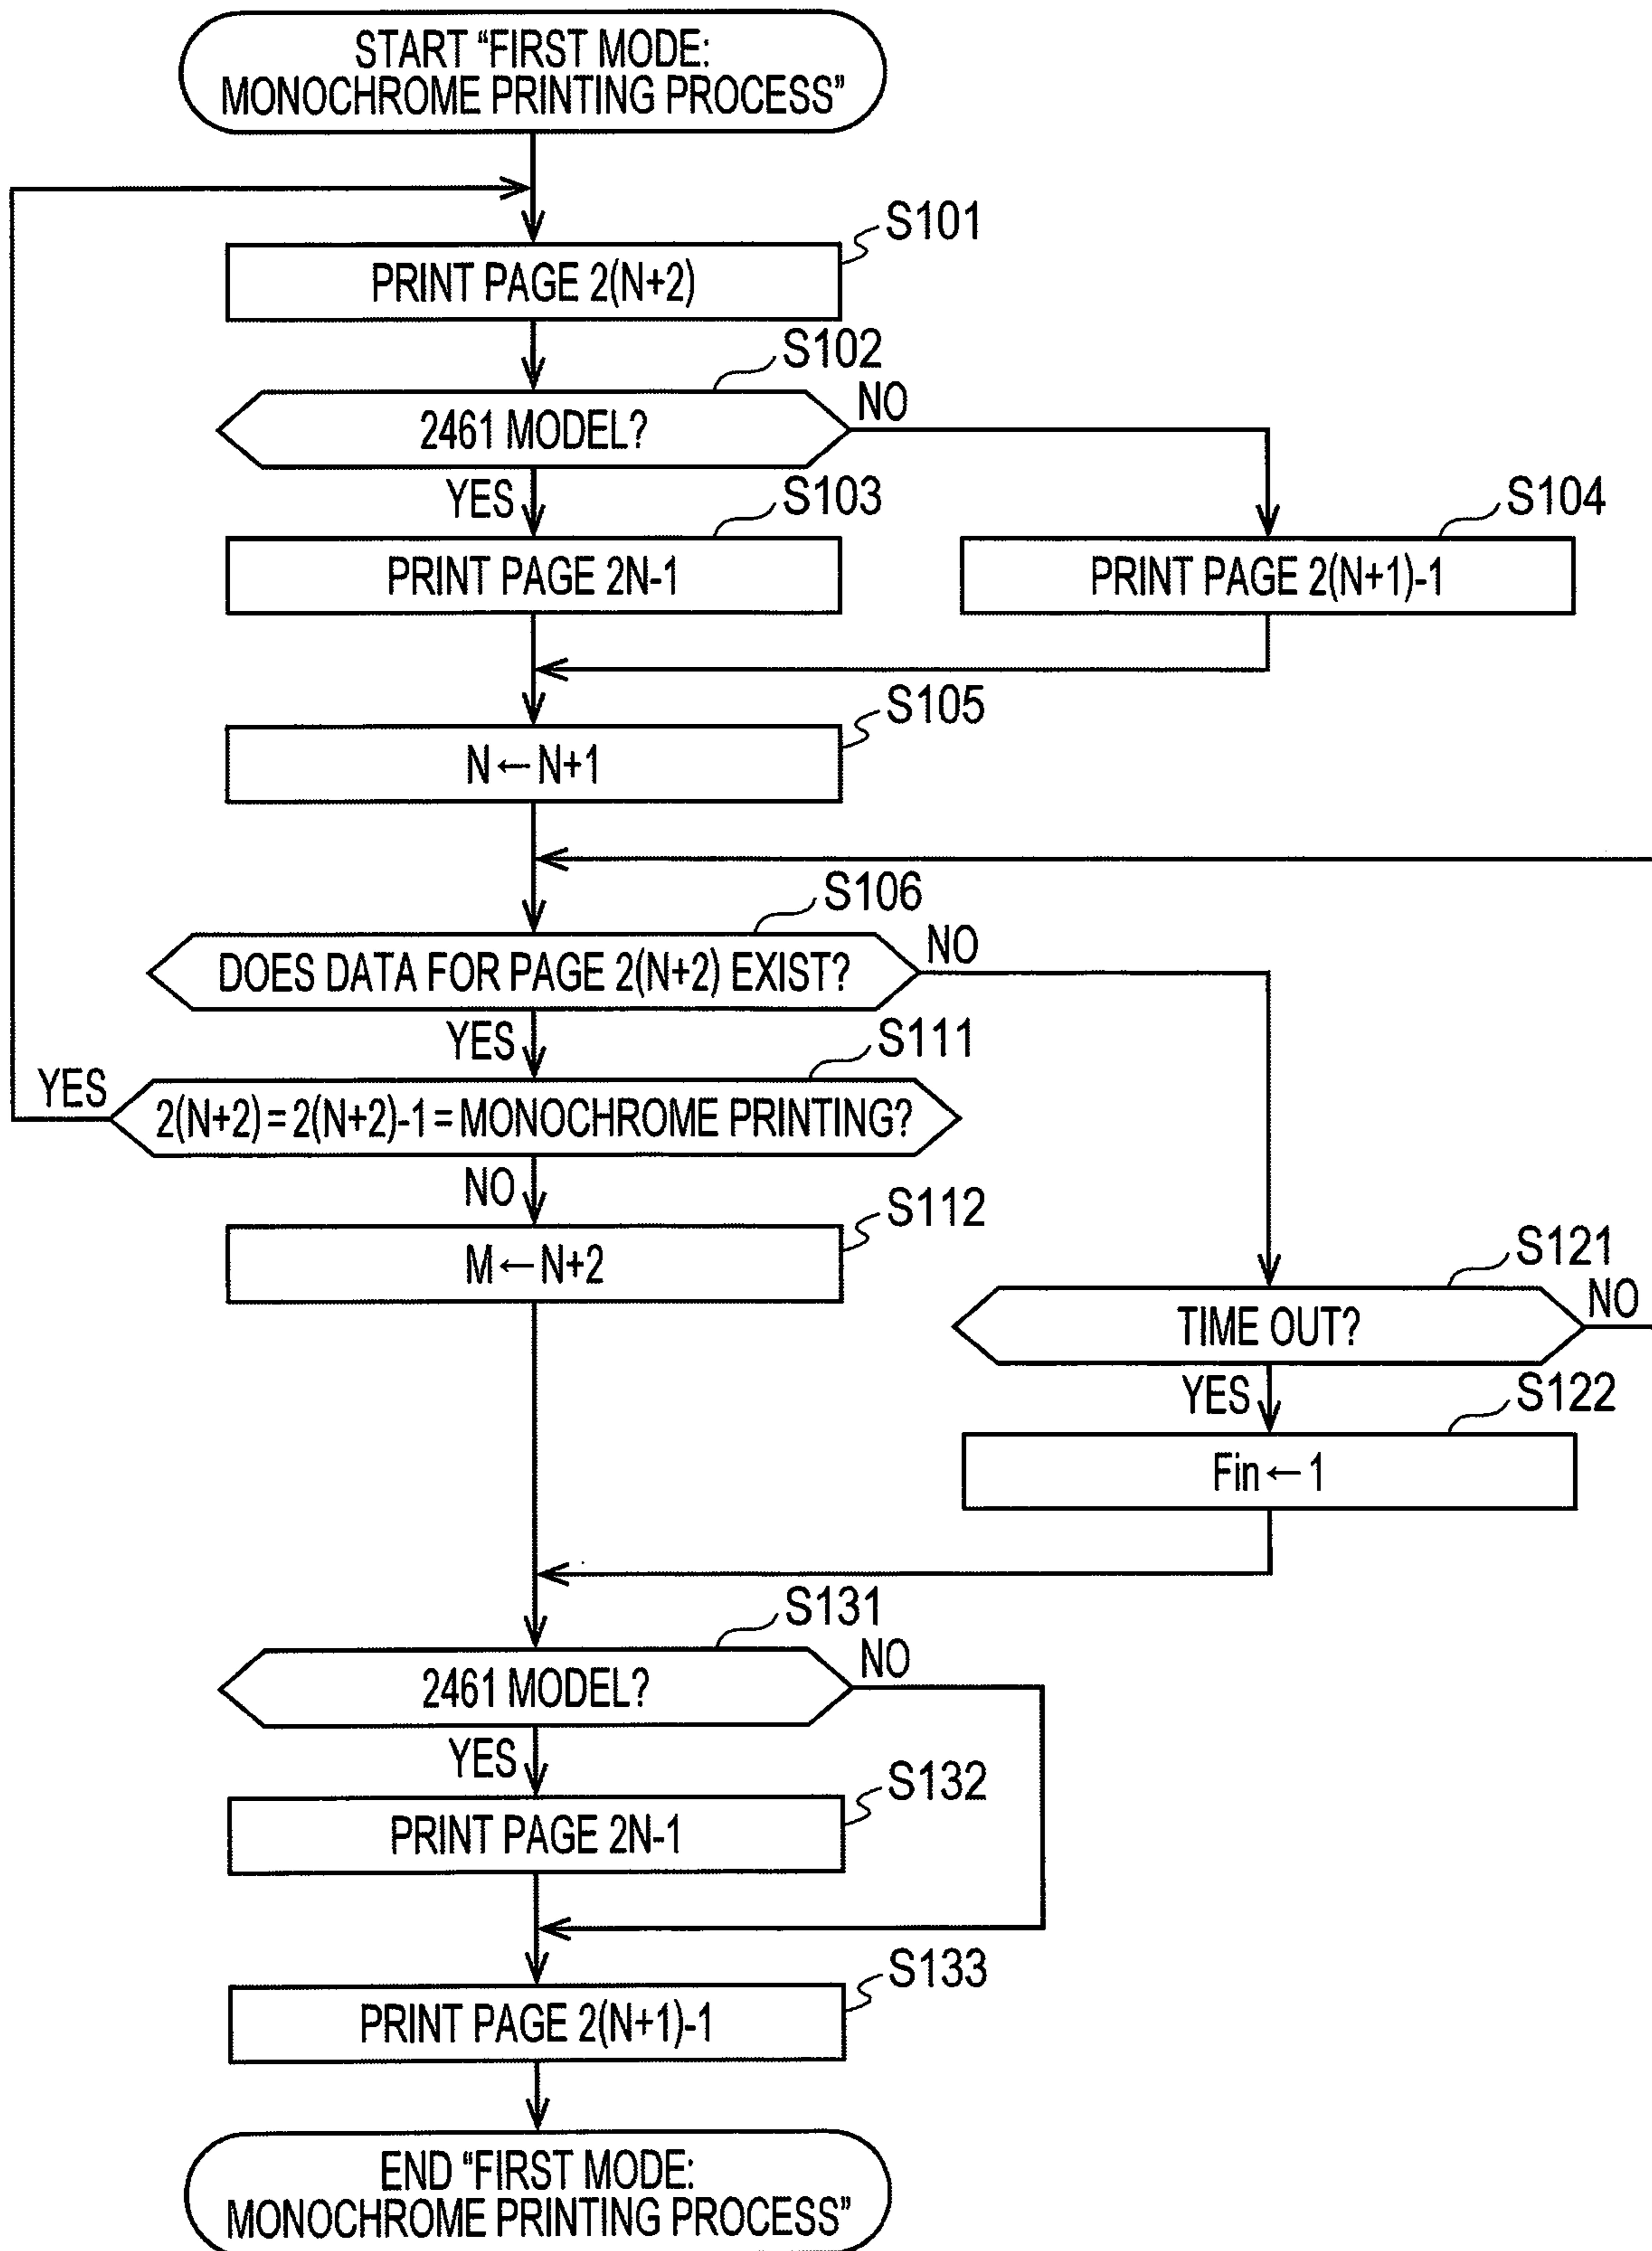 START “FIRST MODE:
MONOCHROME PRINTING PROCESS”
S101
PRINT PAGE 2(N+2)
S102
2461 MODEL?
NO
YES
S103
S104
PRINT PAGE 2N-1
PRINT PAGE 2(N+1)-1
S105
N←N+1
S106
DOES DATA FOR PAGE 2(N+2) EXIST?
NO
YES
S111
YES
2(N+2)=2(N+2)-1=MONOCHROME PRINTING?
NO
S112
M←N+2
S121
TIME OUT?
NO
YES
S122
Fin←1
S131
2461 MODEL?
NO
YES
S132
PRINT PAGE 2N-1
S133
PRINT PAGE 2(N+1)-1
END “FIRST MODE:
MONOCHROME PRINTING PROCESS”